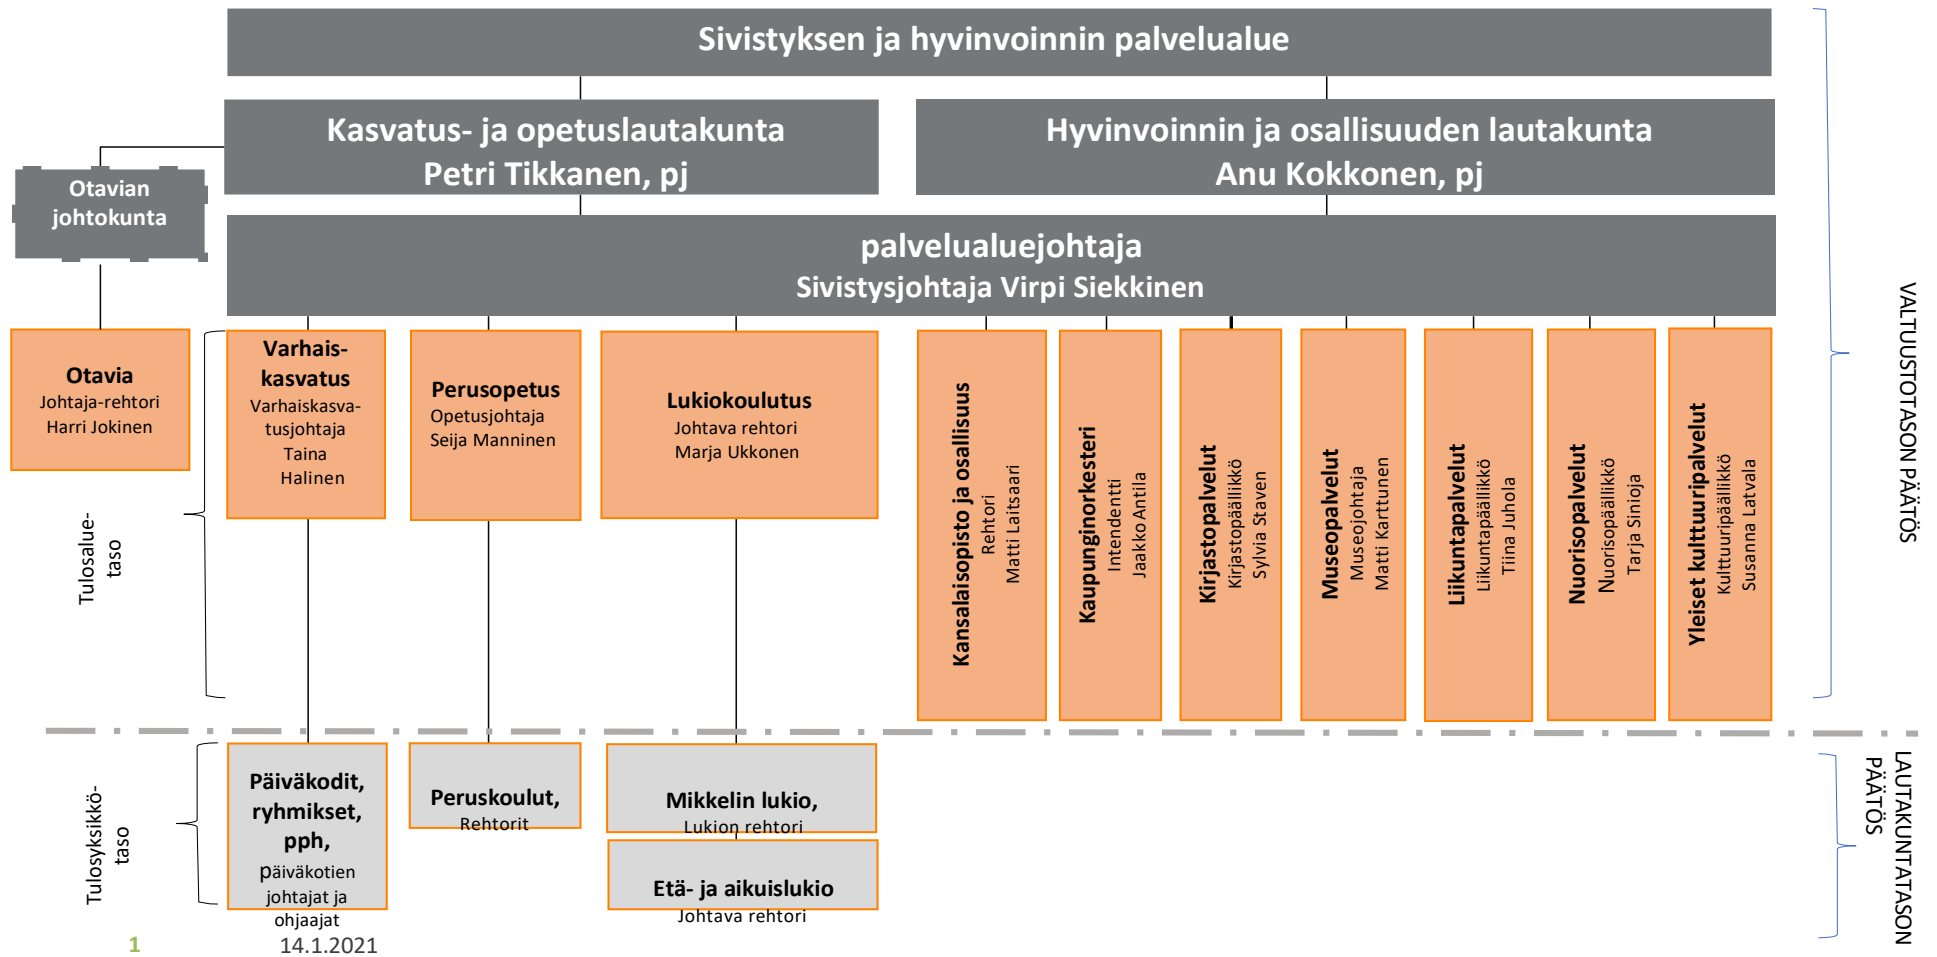 Sivistyksen ja hyvinvoinnin palvelualue
Kasvatus- ja opetuslautakunta
Petri Tikkanen, pj
Hyvinvoinnin ja osallisuuden lautakunta
Anu Kokkonen, pj
Otavian
johtokunta
palvelualuejohtaja
Sivistysjohtaja Virpi Siekkinen
Otavia
Johtaja-rehtori
Harri Jokinen
Varhais-
kasvatus
Varhaiskasva-
tusjohtaja
Taina
Halinen
Perusopetus
Opetusjohtaja
Seija Manninen
Lukiokoulutus
Johtava rehtori
Marja Ukkonen
Kansalaisopisto ja osallisuus
Rehtori
Matti Laitsaari
Kaupunginorkesteri
Intendentti
Jaakko Antila
Kirjastopalvelut
Kirjastopäällikkö
Sylvia Staven
Museopalvelut
Museojohtaja
Matti Karttunen
Liikuntapalvelut
Liikuntapäällikkö
Tiina Juhola
Nuorisopalvelut
Nuorisopäällikkö
Tarja Sinioja
Yleiset kulttuuripalvelut
Kulttuuripäällikkö
Susanna Latvala
VALTUUSTOTASON PÄÄTÖS
Tulosalue-
taso
Tulosyksikkö-
taso
Päiväkodit,
ryhmikset,
pph,
päiväkotien
johtajat ja
ohjaajat
Peruskoulut,
Rehtorit
Mikkelin lukio,
Lukion rehtori
Etä- ja aikuislukio
Johtava rehtori
LAUTAKUNTATASON
PÄÄTÖS
1
14.1.2021